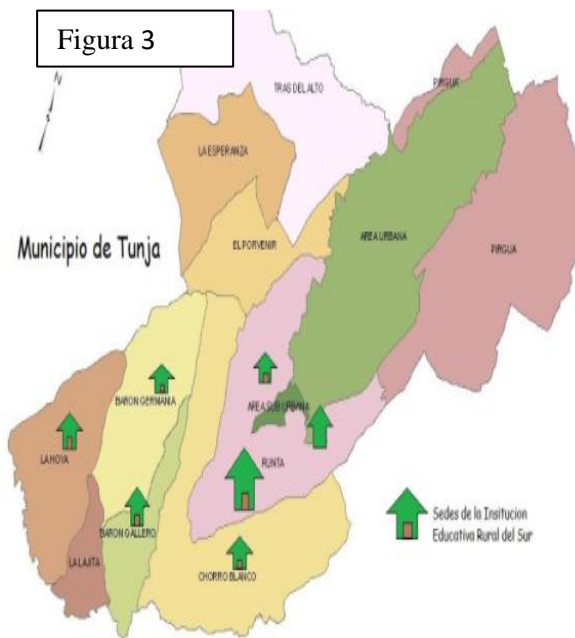 Figura 3
N
TRAS DEL ALTO
PIRGUA
LA ESPERANZA
EL PORVENIR
AREA URBANA
PIRGUA
Municipio de Tunja
BARON GERMANIA
AREA SUB URBANA
LA HOYA
RUNTA
BARON GALLERO
LA LAJITA
CHORRO BLANCO
Sedes de la Insitucion
Educativa Rural del Sur